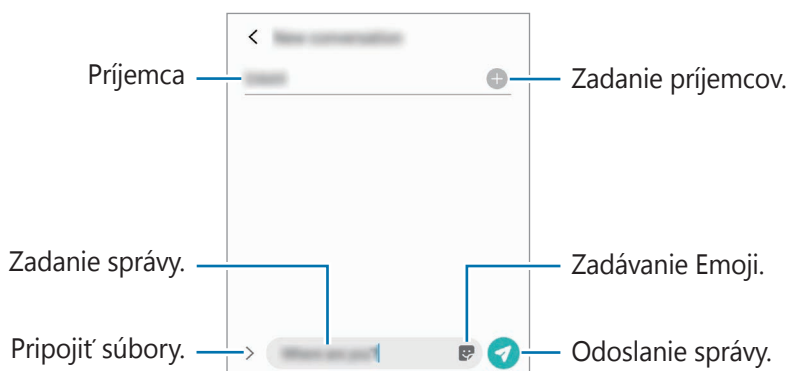 Príjemca
Zadanie príjemcov.
Zadanie správy.
Zadávanie Emoji.
Pripojiť súbory.
Odoslanie správy.